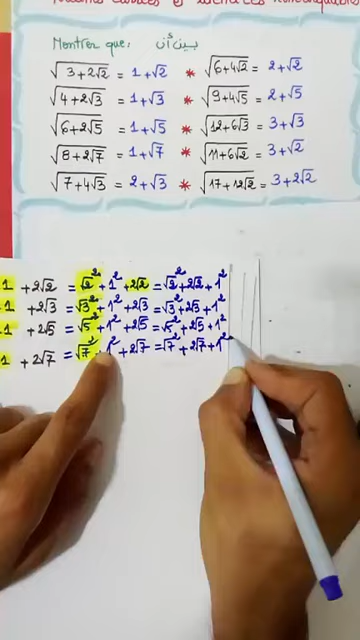 Montrer que: بين أن
√3+2√2 = 1+√2 * √6+4√2 = 2+√2
√4+2√3 = 1+√3 * √9+4√5 = 2+√5
√6+2√5 = 1+√5 * √12+6√3 = 3+√3
√8+2√7 = 1+√7 * √11+6√2 = 3+√2
√7+4√3 = 2+√3 * √17+12√2 = 3+2√2
1 +2√2 = √2²+1²+2√2 = √2²+2√2+1²
1 +2√3 = √3²+1²+2√3 = √3²+2√3+1²
1 +2√5 = √5²+1²+2√5 = √5²+2√5+1²
1 +2√7 = √7²+1²+2√7 = √7²+2√7+1²